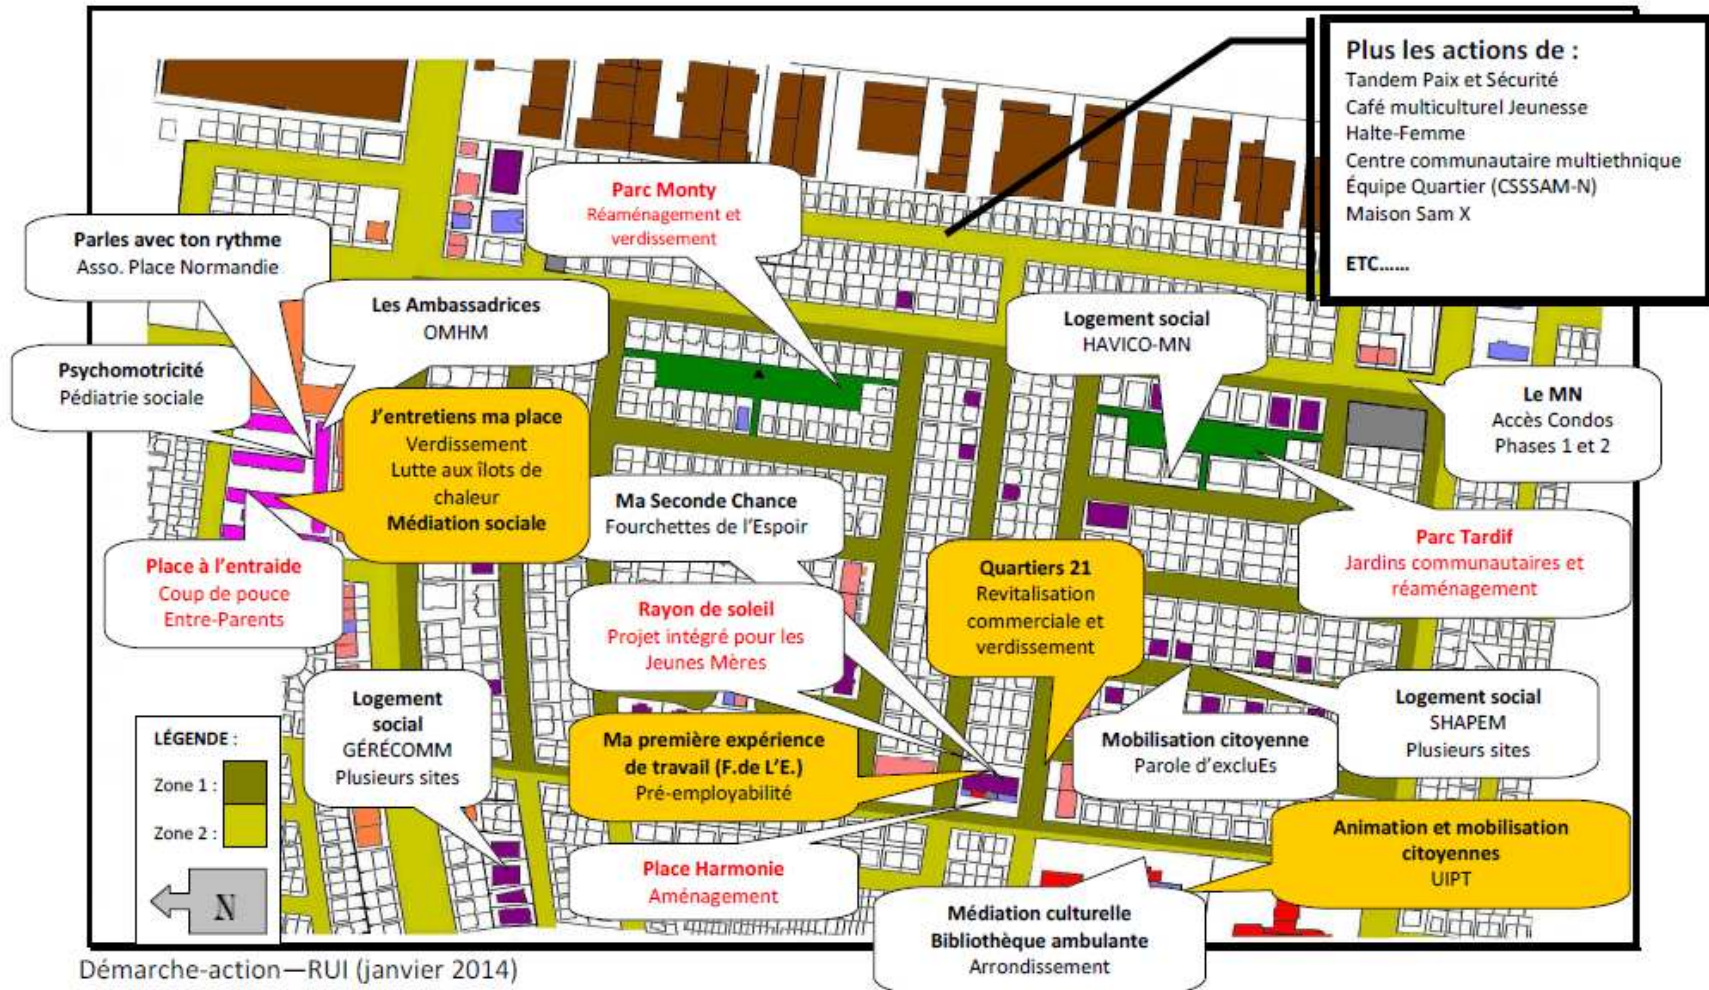 Plus les actions de :
Tandem Paix et Sécurité
Café multiculturel Jeunesse
Halte-Femme
Centre communautaire multiethnique
Équipe Quartier (CSSSAM-N)
Maison Sam X
ETC......
Parc Monty
Réaménagement et
verdissement
Parles avec ton rythme
Asso. Place Normandie
Les Ambassadrices
OMHM
Logement social
HAVICO-MN
Psychomotricité
Pédiatrie sociale
Le MN
Accès Condos
Phases 1 et 2
J'entretiens ma place
Verdissement
Lutte aux îlots de
chaleur
Médiation sociale
Ma Seconde Chance
Fourchettes de l'Espoir
Parc Tardif
Jardins communautaires et
réaménagement
Place à l'entraide
Coup de pouce
Entre-Parents
Quartiers 21
Revitalisation
commerciale et
verdissement
Rayon de soleil
Projet intégré pour les
Jeunes Mères
Logement
social
GÉRÉCOMM
Plusieurs sites
Logement social
SHAPEM
Plusieurs sites
Ma première expérience
de travail (F.de L'E.)
Pré-employabilité
Mobilisation citoyenne
Parole d'excluEs
LÉGENDE :
Zone 1 :
Zone 2 :
N
Animation et mobilisation
citoyennes
UIPT
Place Harmonie
Aménagement
Médiation culturelle
Bibliothèque ambulante
Arrondissement
Démarche-action—RUI (janvier 2014)